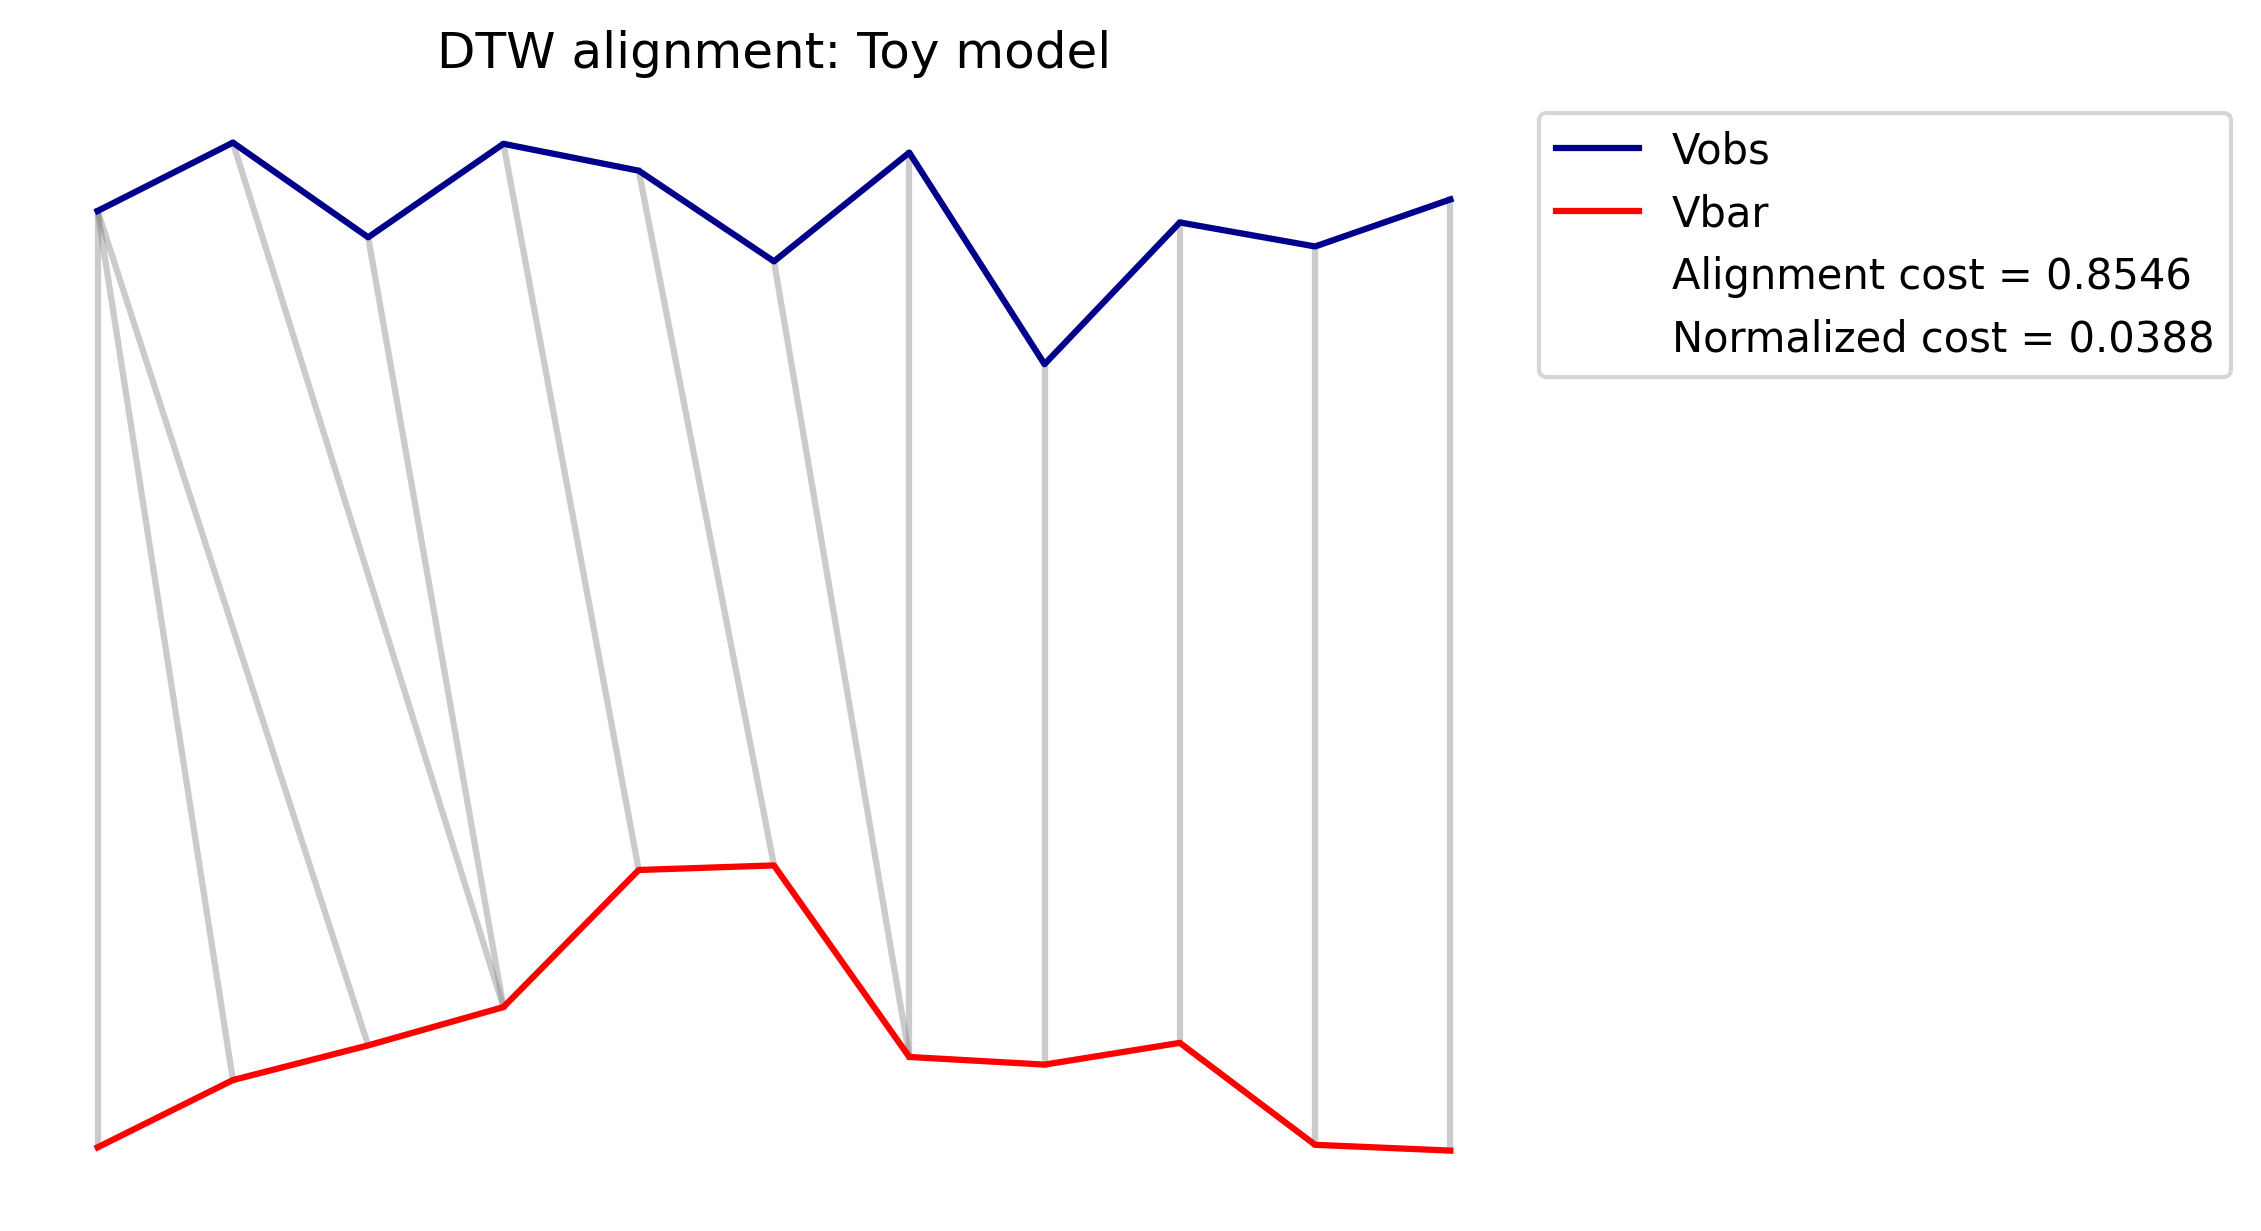 DTW alignment: Toy model
Vobs
Vbar
Alignment cost = 0.8546
Normalized cost = 0.0388